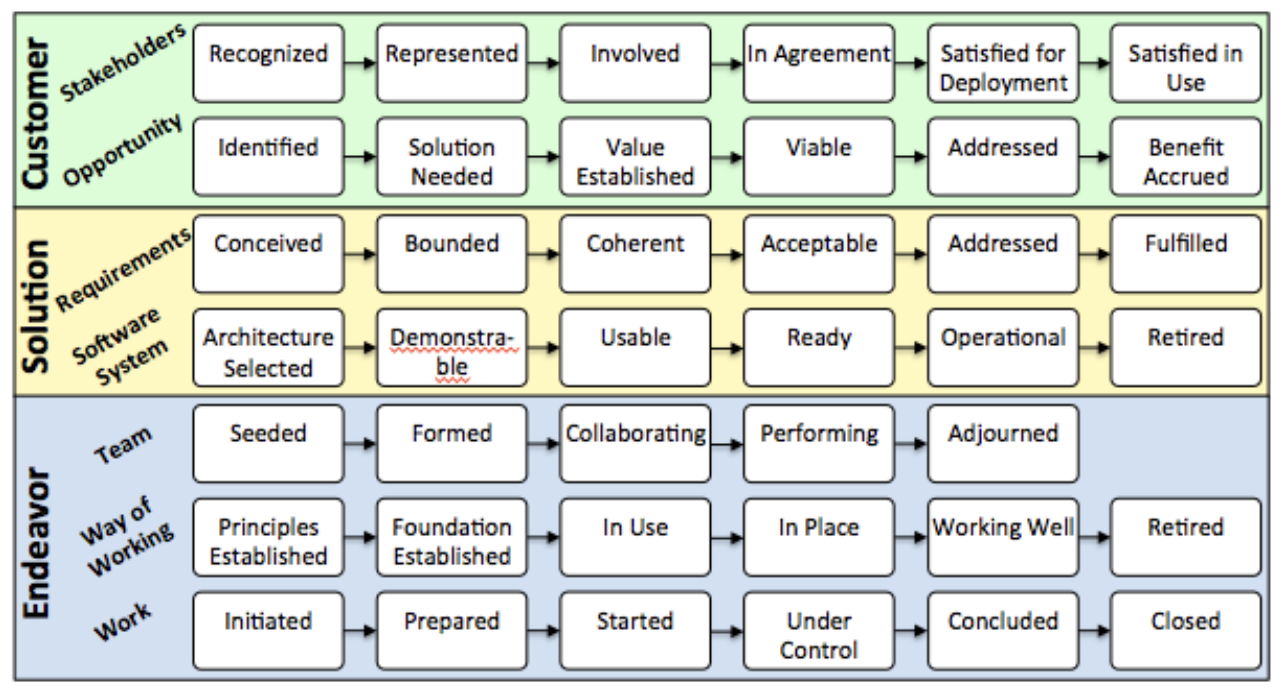 Customer
Stakeholders
Recognized
Represented
Involved
In Agreement
Satisfied for
Deployment
Satisfied in
Use
Opportunity
Identified
Solution
Needed
Value
Established
Viable
Addressed
Benefit
Accrued
Solution
Requirements
Conceived
Bounded
Coherent
Acceptable
Addressed
Fulfilled
Software
System
Architecture
Selected
Demonstra-
ble
Usable
Ready
Operational
Retired
Endeavor
Team
Seeded
Formed
Collaborating
Performing
Adjourned
Way of
Working
Principles
Established
Foundation
Established
In Use
In Place
Working Well
Retired
Work
Initiated
Prepared
Started
Under
Control
Concluded
Closed